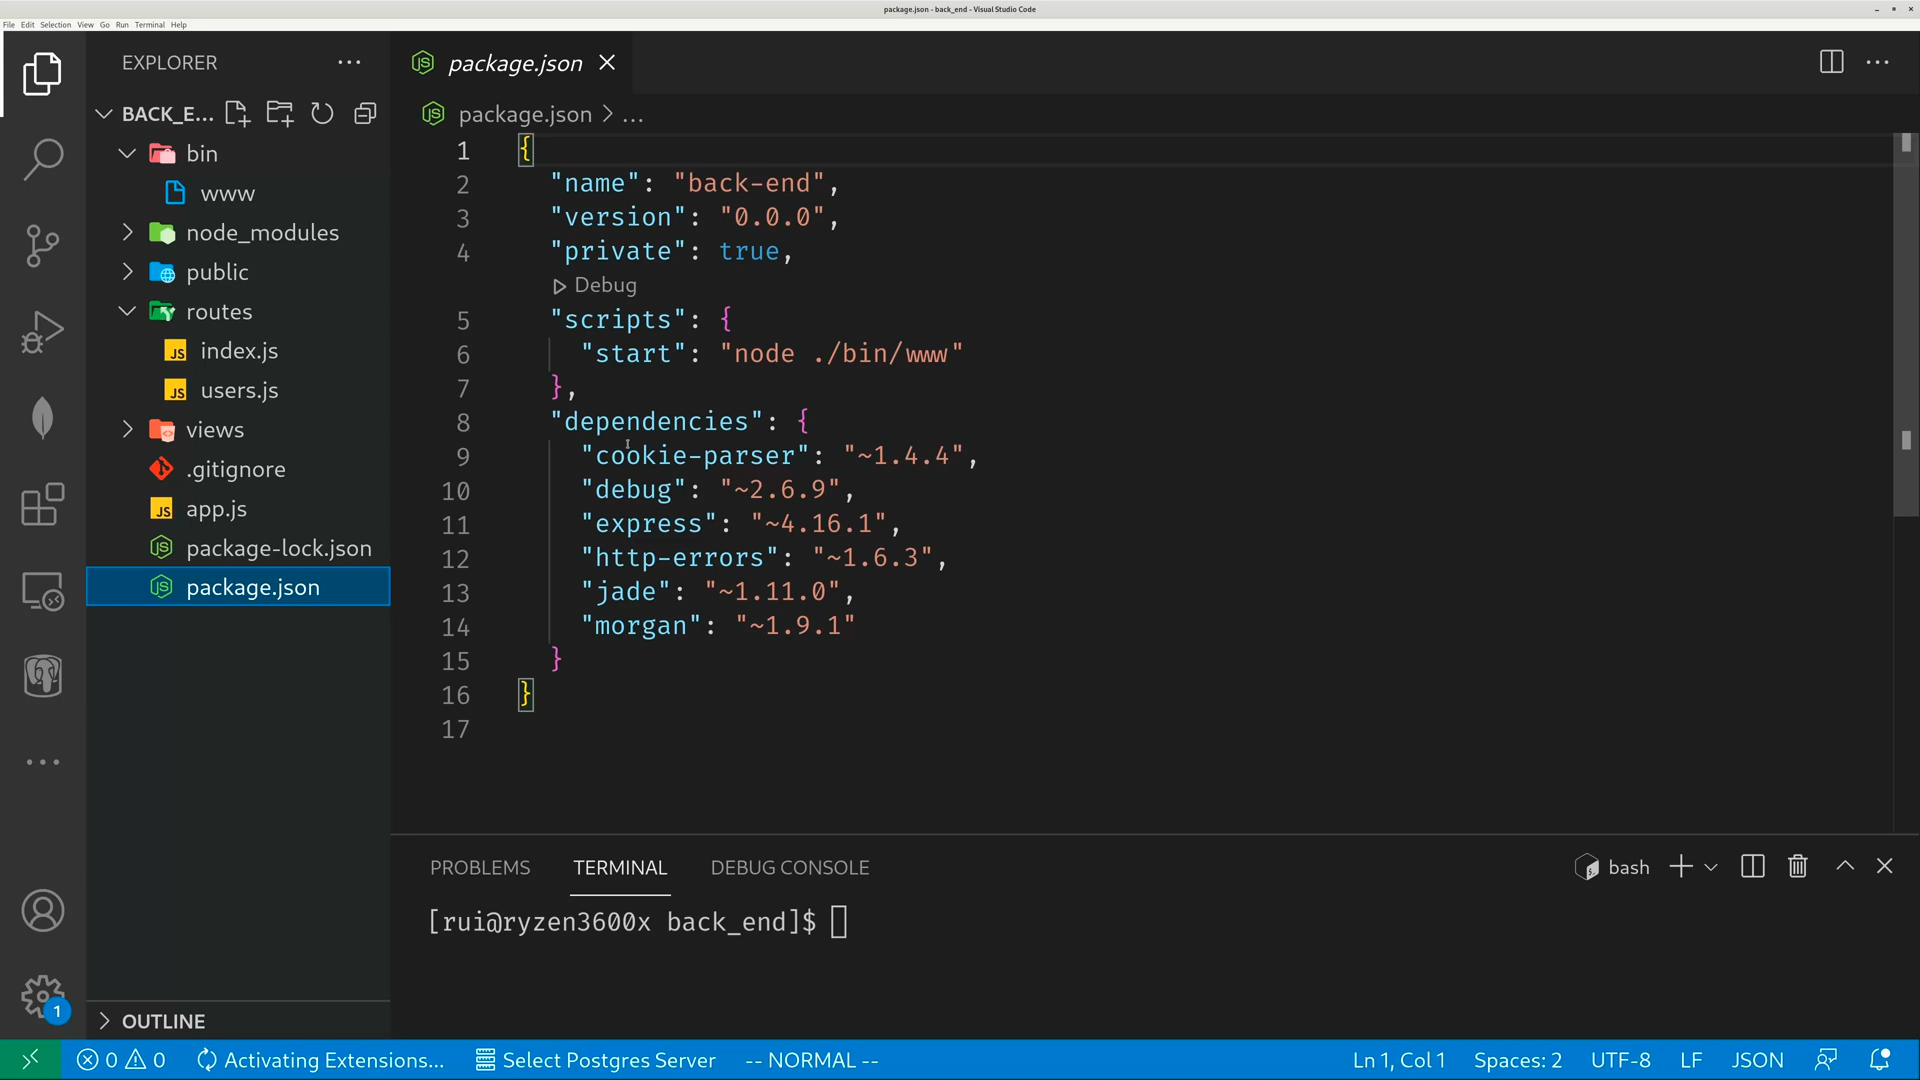 package.json - back_end - Visual Studio Code
File Edit Selection View Go Run Terminal Help
EXPLORER
BACK_E...
bin
www
node_modules
public
routes
JS index.js
JS users.js
views
.gitignore
JS app.js
package-lock.json
package.json
OUTLINE
package.json
package.json > ...
1 {
2 "name": "back-end",
3 "version": "0.0.0",
4 "private": true,
Debug
5 "scripts": {
6 "start": "node ./bin/www"
7 },
8 "dependencies": {
9 "cookie-parser": "~1.4.4",
10 "debug": "~2.6.9",
11 "express": "~4.16.1",
12 "http-errors": "~1.6.3",
13 "jade": "~1.11.0",
14 "morgan": "~1.9.1"
15 }
16 }
17
PROBLEMS TERMINAL DEBUG CONSOLE
bash
[rui@ryzen3600x back_end]$
1
0 0 Activating Extensions... Select Postgres Server -- NORMAL -- Ln 1, Col 1 Spaces: 2 UTF-8 LF JSON